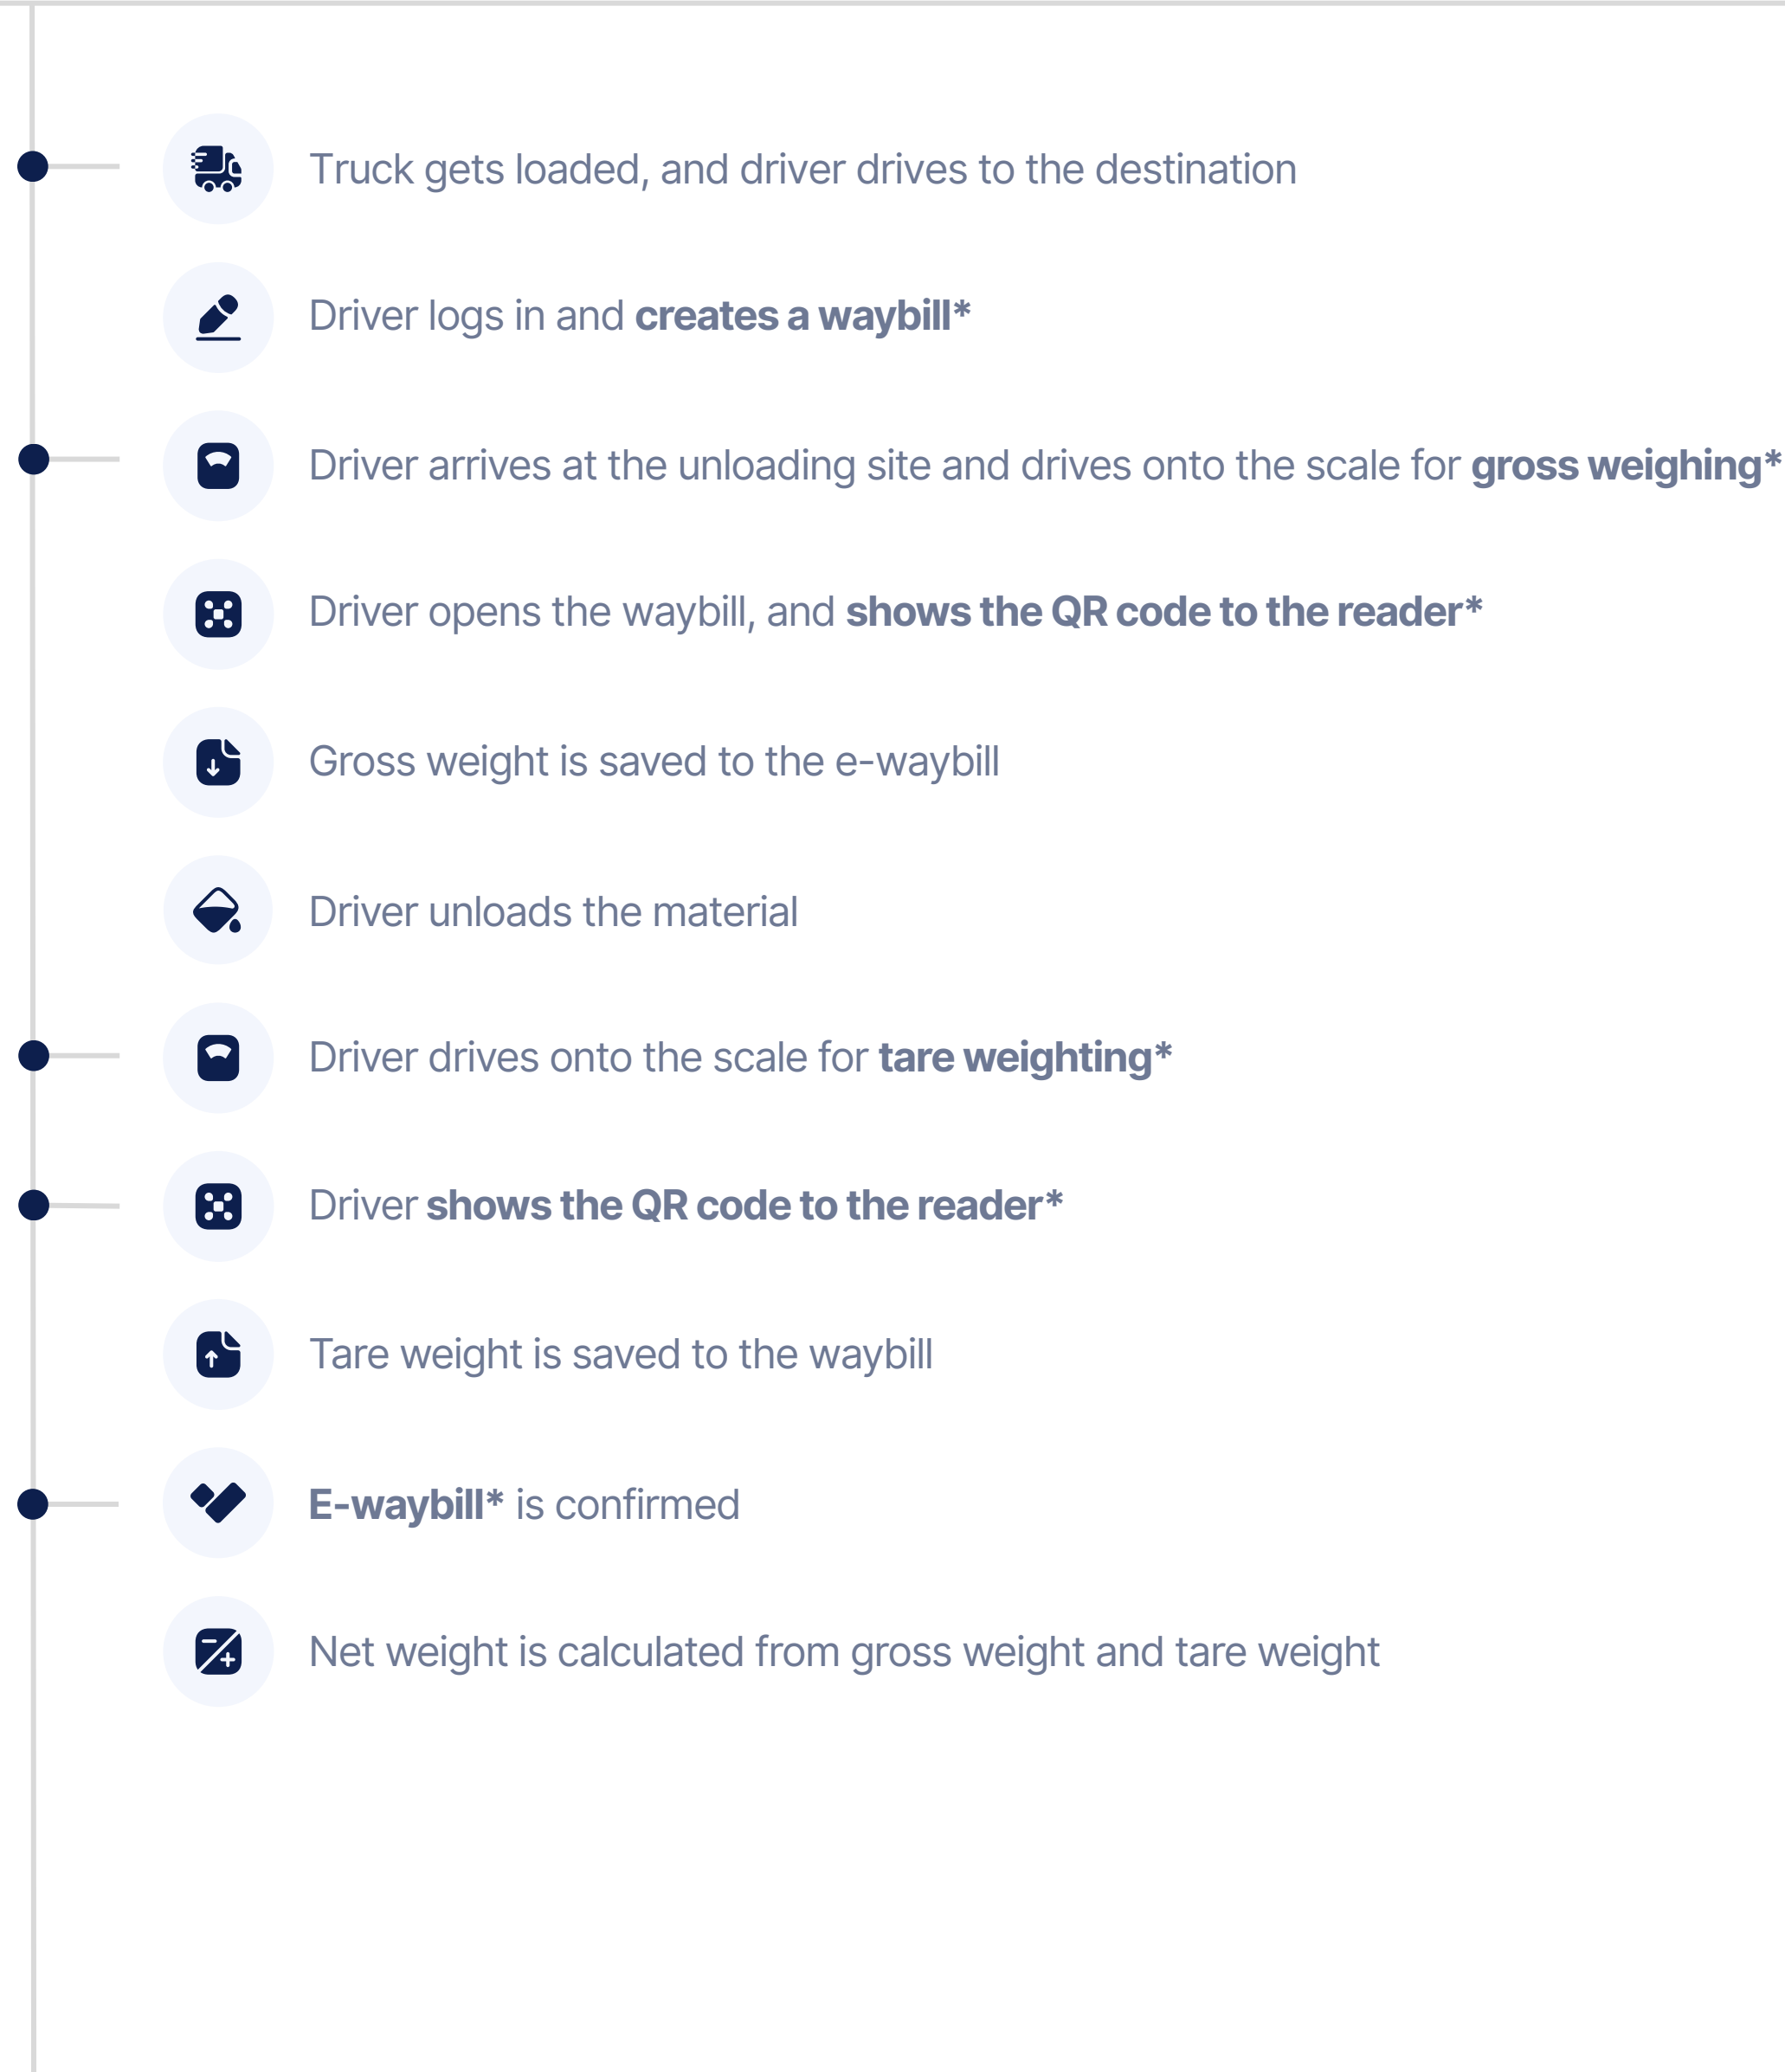 Truck gets loaded, and driver drives to the destination
Driver logs in and creates a waybill*
Driver arrives at the unloading site and drives onto the scale for gross weighing*
Driver opens the waybill, and shows the QR code to the reader*
Gross weight is saved to the e-waybill
Driver unloads the material
Driver drives onto the scale for tare weighting*
Driver shows the QR code to the reader*
Tare weight is saved to the waybill
E-waybill* is confirmed
Net weight is calculated from gross weight and tare weight